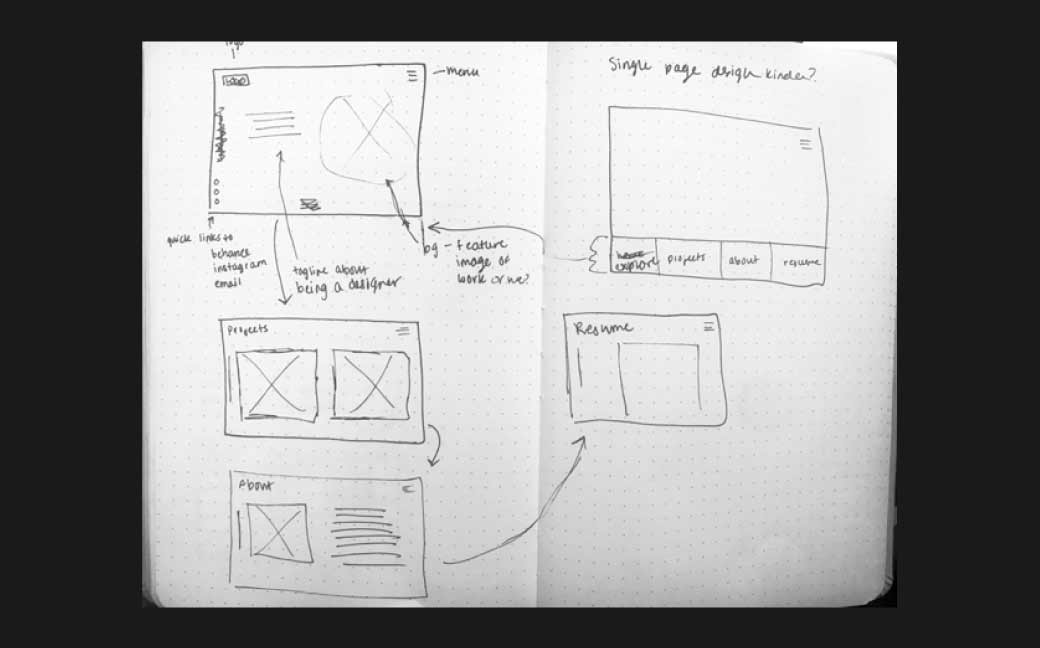 logo
Logo
menu
quick links to
behance
instagram
email
tagline about
being a designer
bg - feature
image of
work or me?
Projects
About
Single page design kinda?
explore
projects
about
resume
Resume